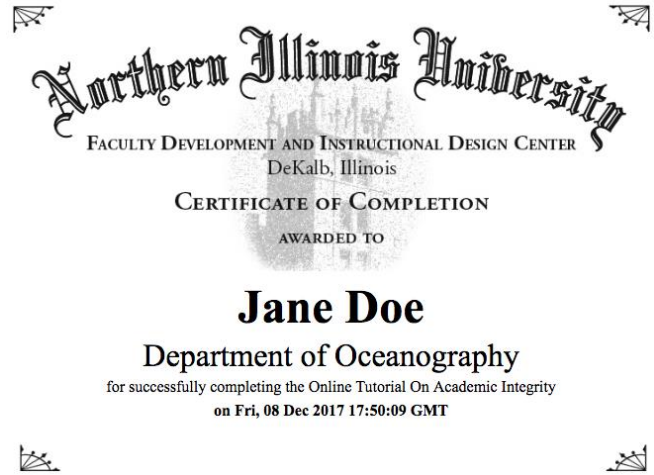 Northern Illinois University
FACULTY DEVELOPMENT AND INSTRUCTIONAL DESIGN CENTER
DeKalb, Illinois
CERTIFICATE OF COMPLETION
AWARDED TO
Jane Doe
Department of Oceanography
for successfully completing the Online Tutorial On Academic Integrity
on Fri, 08 Dec 2017 17:50:09 GMT